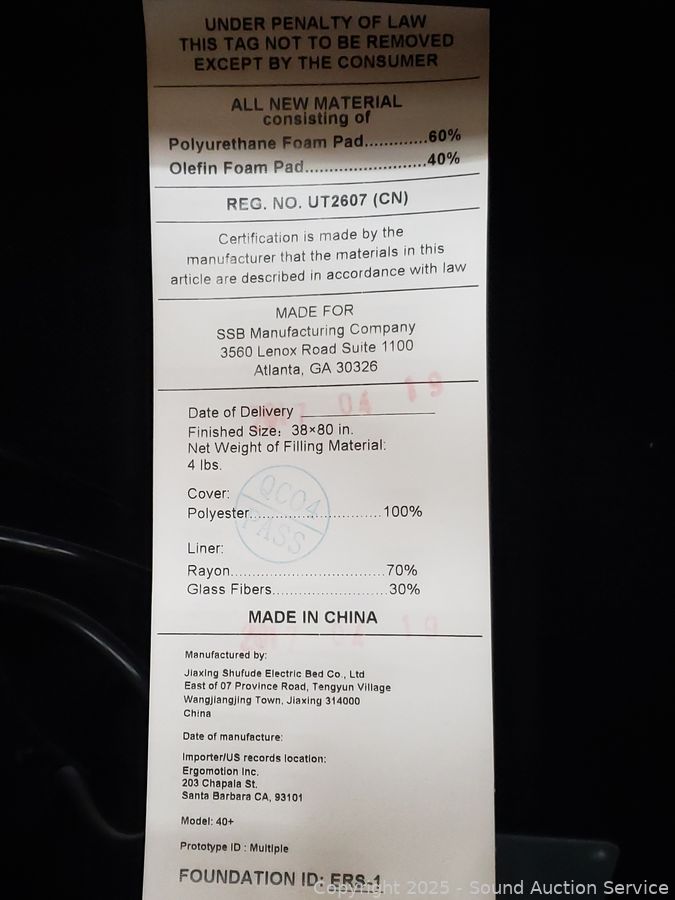 UNDER PENALTY OF LAW
THIS TAG NOT TO BE REMOVED
EXCEPT BY THE CONSUMER
ALL NEW MATERIAL
consisting of
Polyurethane Foam Pad.............60%
Olefin Foam Pad.........................40%
REG. NO. UT2607 (CN)
Certification is made by the
manufacturer that the materials in this
article are described in accordance with law
MADE FOR
SSB Manufacturing Company
3560 Lenox Road Suite 1100
Atlanta, GA 30326
04 19
Date of Delivery
Finished Size: 38×80 in.
Net Weight of Filling Material:
4 lbs.
QC04
PASS
Cover:
Polyester...........................100%
Liner:
Rayon................................70%
Glass Fibers.......................30%
MADE IN CHINA
Manufactured by:
Jiaxing Shufude Electric Bed Co., Ltd
East of 07 Province Road, Tengyun Village
Wangjiangjing Town, Jiaxing 314000
China
Date of manufacture:
Importer/US records location:
Ergomotion Inc.
203 Chapala St.
Santa Barbara CA, 93101
Model: 40+
Prototype ID : Multiple
FOUNDATION ID: ERS-1
Copyright 2025 - Sound Auction Service